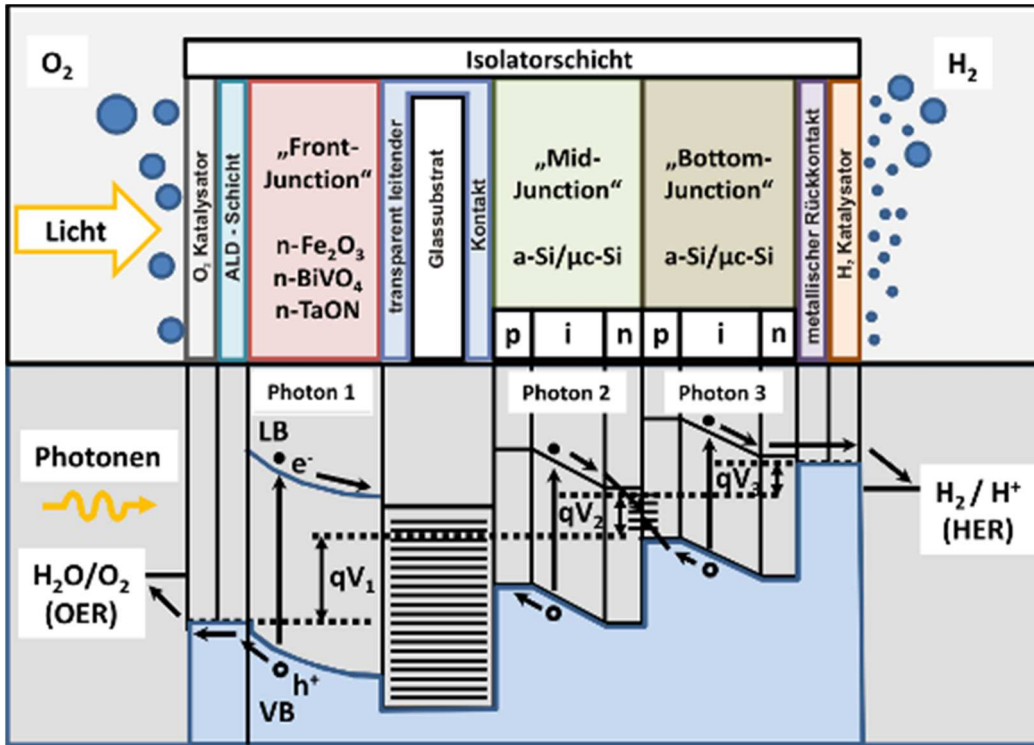 O₂
Isolatorschicht
H₂
Licht
O₂ Katalysator
ALD - Schicht
„Front-
Junction“
n-Fe₂O₃
n-BiVO₄
n-TaON
transparent leitender
Glassubstrat
Kontakt
„Mid-
Junction“
a-Si/μc-Si
„Bottom-
Junction“
a-Si/μc-Si
metallischer Rückkontakt
H₂ Katalysator
p i n p i n
Photon 1
Photon 2
Photon 3
LB
e⁻
Photonen
qV₁
qV₂
qV₃
H₂O/O₂
(OER)
H₂ / H⁺
(HER)
h⁺
VB